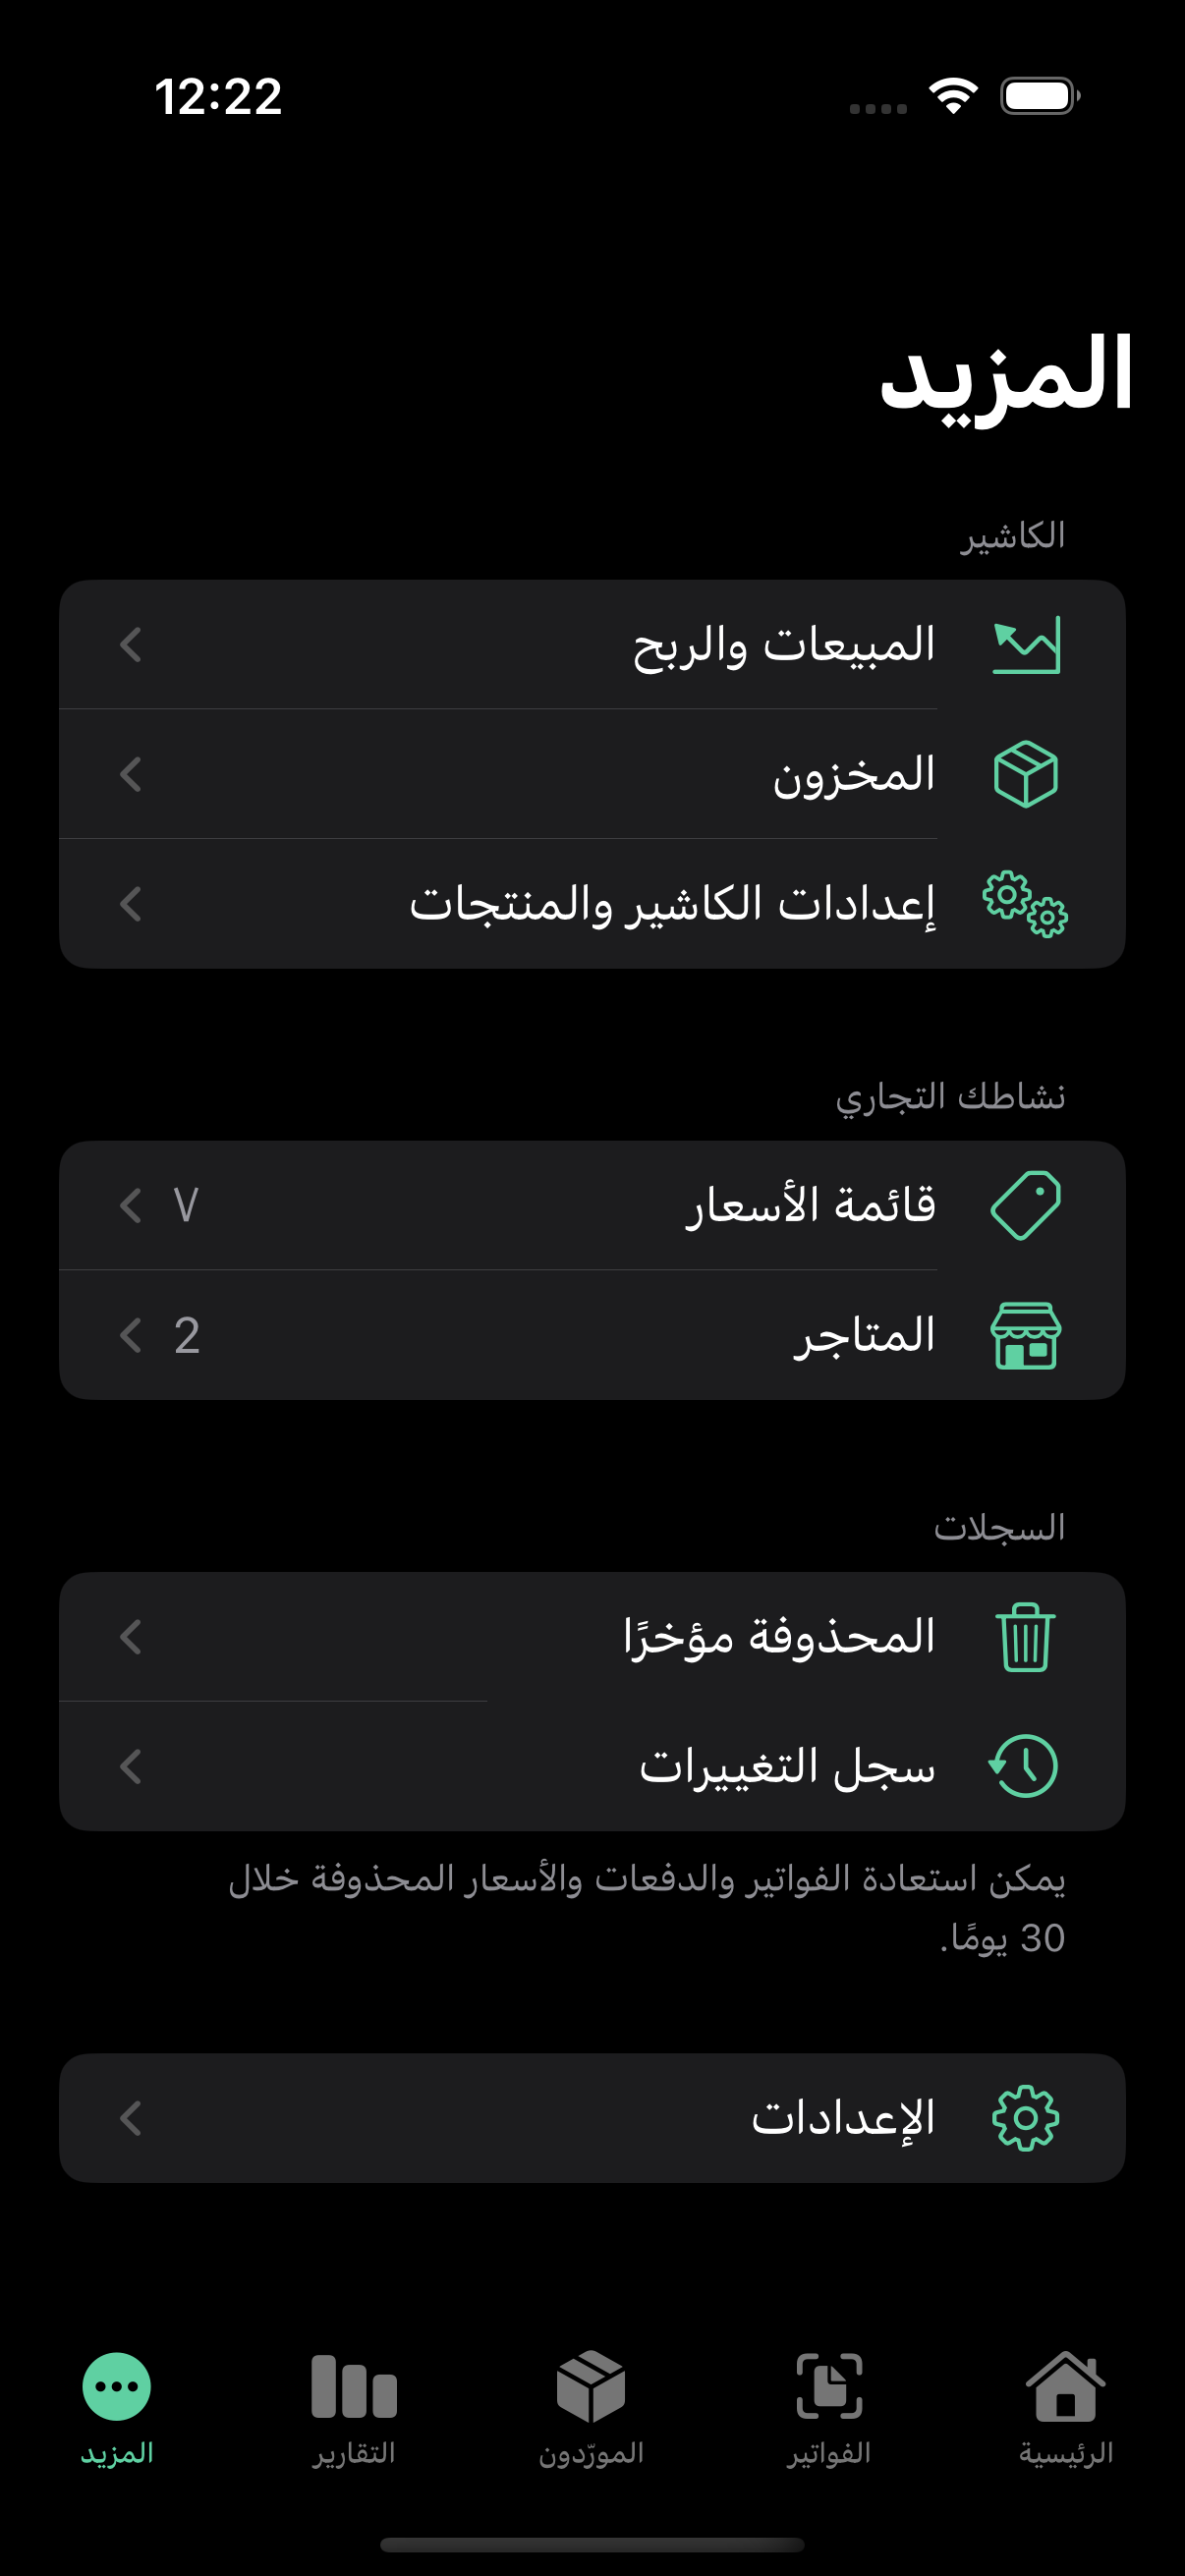 12:22
المزيد
الكاشير
المبيعات والربح
المخزون
إعدادات الكاشير والمنتجات
نشاطك التجاري
قائمة الأسعار ٧
المتاجر 2
السجلات
المحذوفة مؤخرًا
سجل التغييرات
يمكن استعادة الفواتير والدفعات والأسعار المحذوفة خلال
30 يومًا.
الإعدادات
الرئيسية الفواتير المورّدون التقارير المزيد